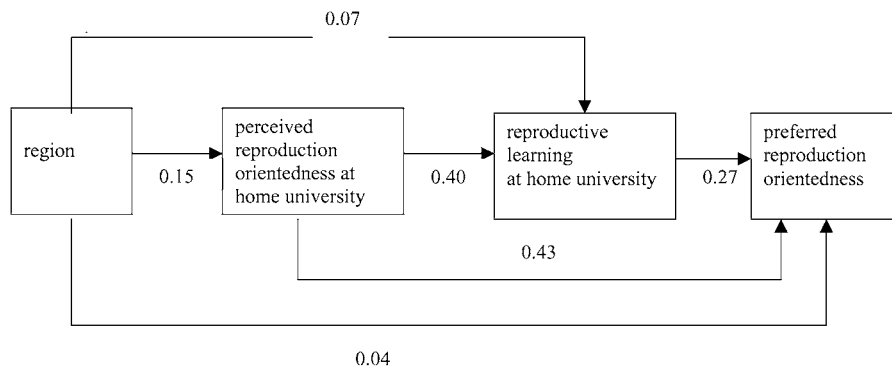 0.07
region
0.15
perceived
reproduction
orientedness at
home university
0.40
reproductive
learning
at home university
0.27
preferred
reproduction
orientedness
0.43
0.04